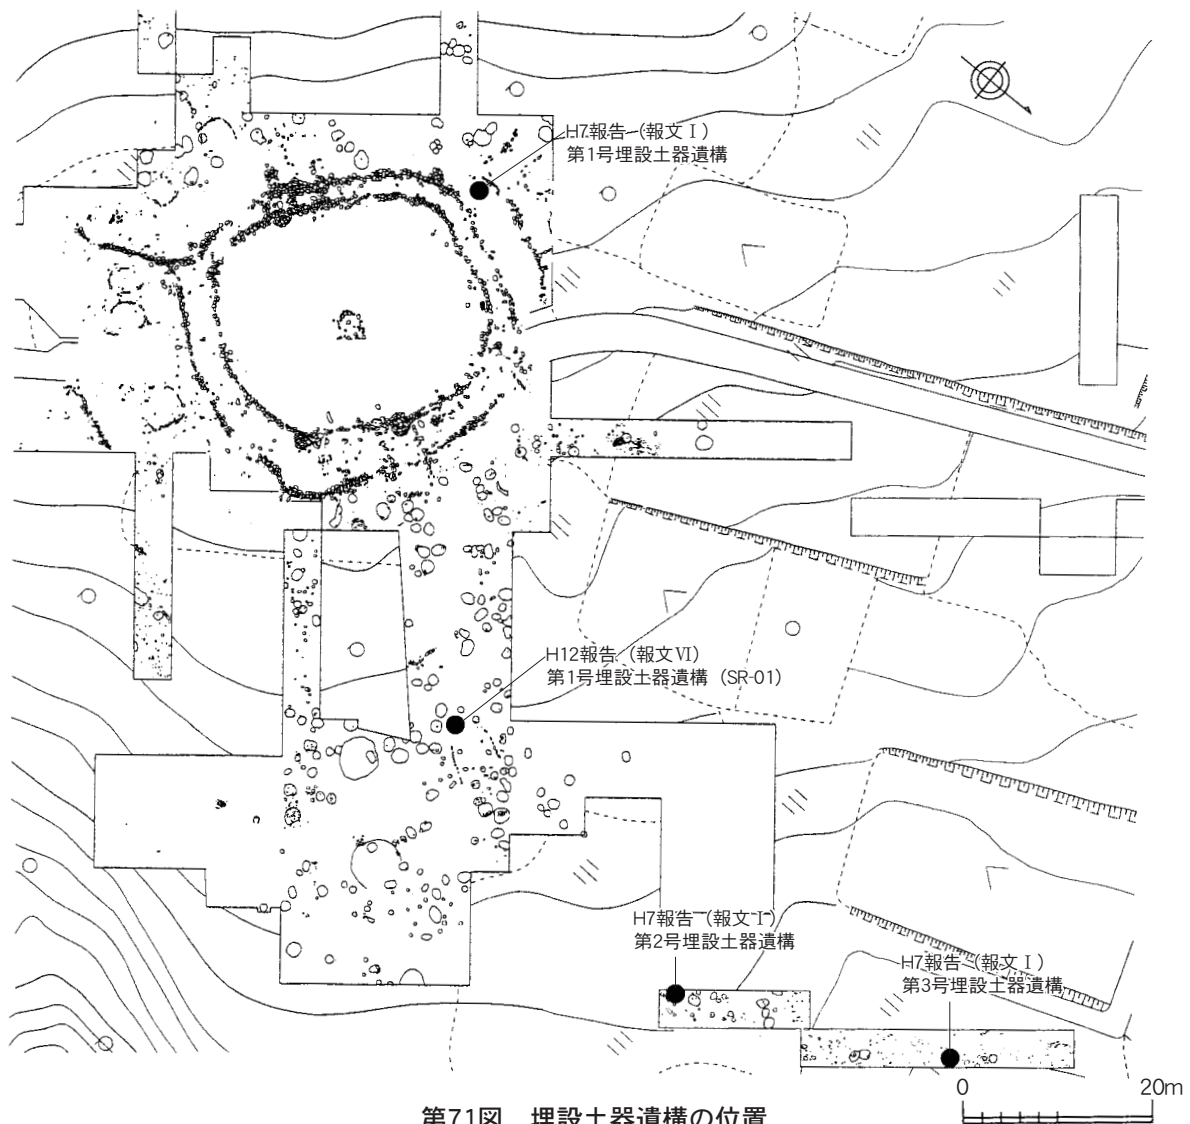 H7報告（報文Ⅰ）
第1号埋設土器遺構
H12報告（報文Ⅵ）
第1号埋設土器遺構（SR-01）
H7報告（報文Ⅰ）
第2号埋設土器遺構
H7報告（報文Ⅰ）
第3号埋設土器遺構
0 20m
第71図　埋設土器遺構の位置